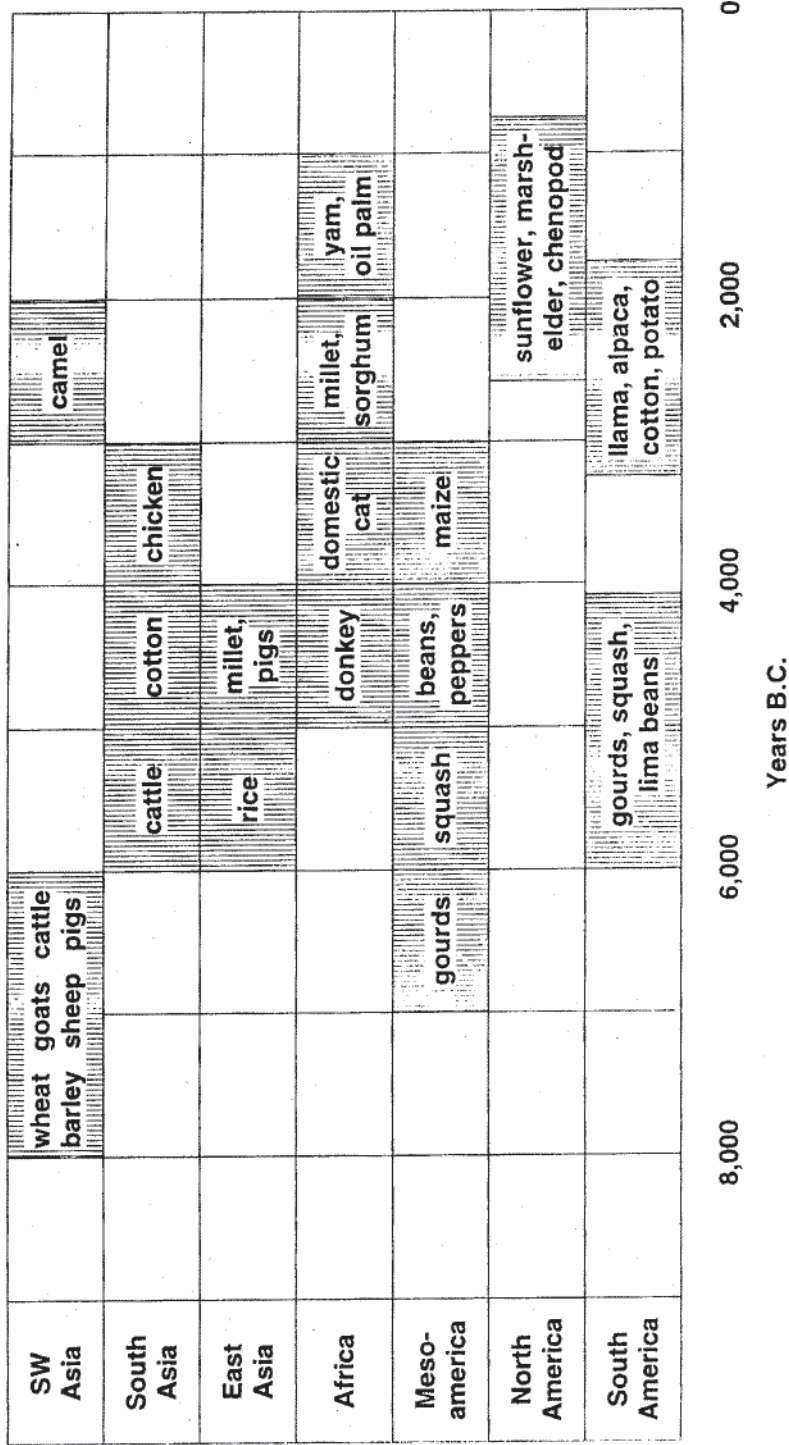 SW
Asia
wheat goats cattle
barley sheep pigs
camel
South
Asia
cattle
cotton
chicken
East
Asia
rice
millet,
pigs
Africa
donkey
domestic
cat
millet,
sorghum
yam,
oil palm
Meso-
america
gourds
squash
beans,
peppers
maize
North
America
sunflower, marsh-
elder, chenopod
South
America
gourds, squash,
lima beans
llama, alpaca,
cotton, potato
8,000
6,000
4,000
2,000
0
Years B.C.